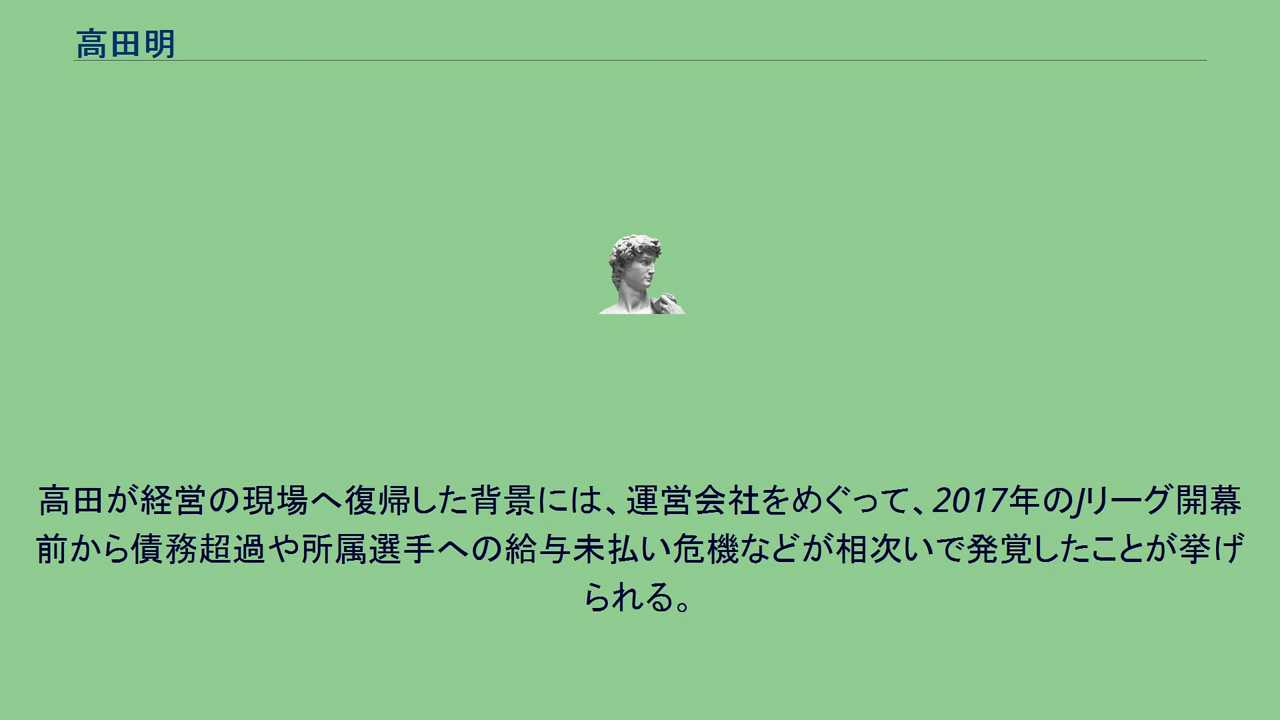 高田明
高田が経営の現場へ復帰した背景には、運営会社をめぐって、2017年のJリーグ開幕
前から債務超過や所属選手への給与未払い危機などが相次いで発覚したことが挙げ
られる。